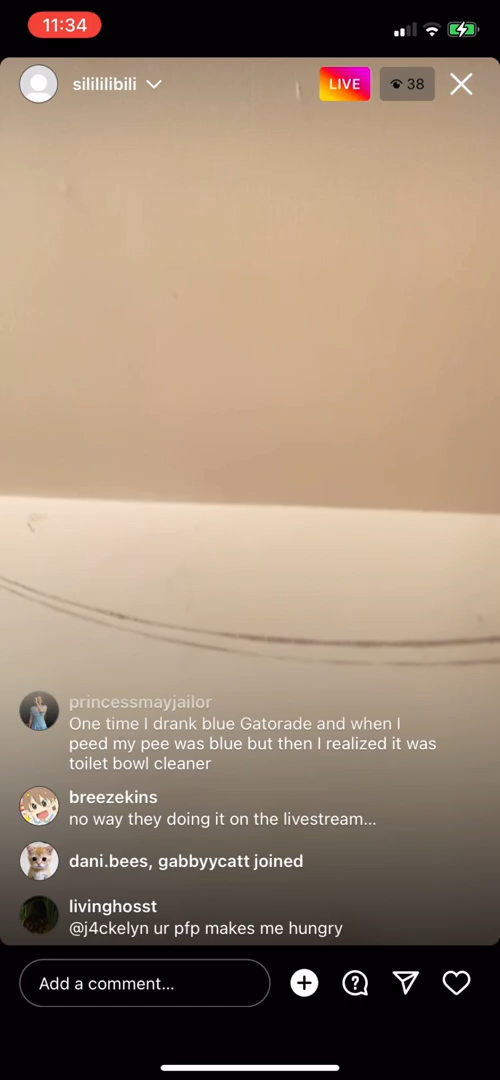 11:34
silililibili
LIVE
38
princessmayjailor
One time I drank blue Gatorade and when I
peed my pee was blue but then I realized it was
toilet bowl cleaner
breezekins
no way they doing it on the livestream...
dani.bees, gabbyycatt joined
livinghosst
@j4ckelyn ur pfp makes me hungry
Add a comment...